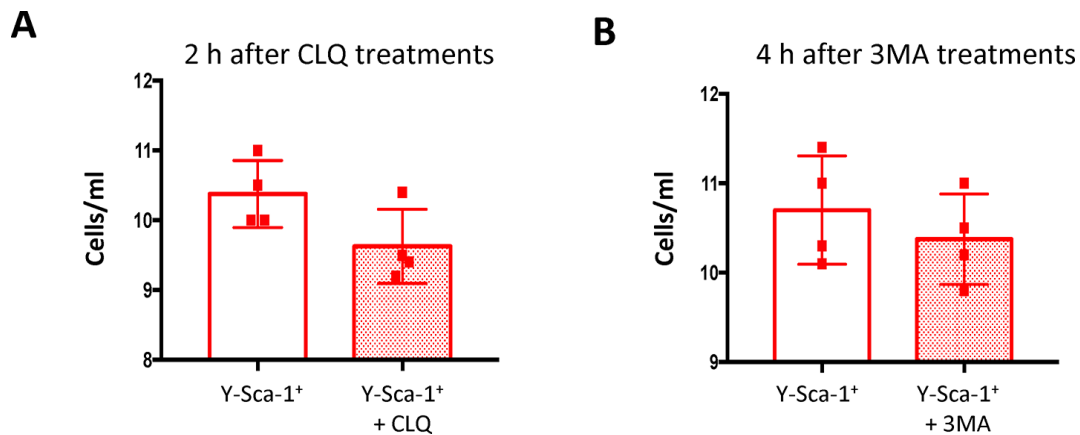 A
2 h after CLQ treatments
12
11
10
9
8
Cells/ml
Y-Sca-1⁺
Y-Sca-1⁺
+ CLQ
B
4 h after 3MA treatments
12
11
10
9
Cells/ml
Y-Sca-1⁺
Y-Sca-1⁺
+ 3MA